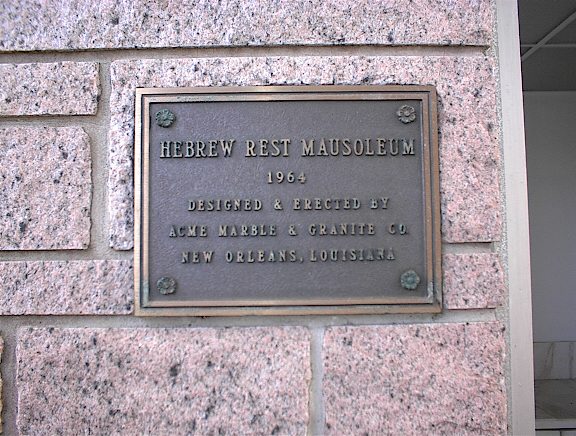 HEBREW REST MAUSOLEUM
1964
DESIGNED & ERECTED BY
ACME MARBLE & GRANITE CO.
NEW ORLEANS, LOUISIANA